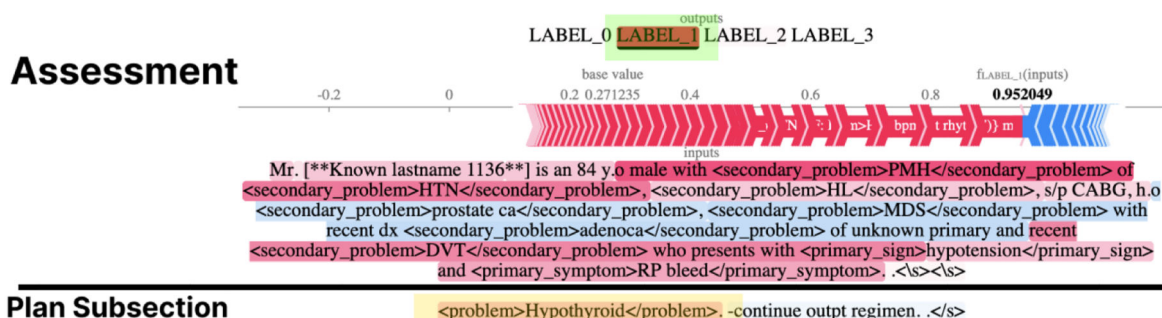 outputs
LABEL_0 LABEL_1 LABEL_2 LABEL_3
Assessment
base value
f LABEL_1(inputs)
-0.2 0 0.2 0.271235 0.4 0.6 0.8 0.952049
bpn t rhyt ')} m
inputs
Mr. [**Known lastname 1136**] is an 84 y.o male with <secondary_problem>PMH</secondary_problem> of
<secondary_problem>HTN</secondary_problem>, <secondary_problem>HL</secondary_problem>, s/p CABG, h.o
<secondary_problem>prostate ca</secondary_problem>, <secondary_problem>MDS</secondary_problem> with
recent dx <secondary_problem>adenoca</secondary_problem> of unknown primary and recent
<secondary_problem>DVT</secondary_problem> who presents with <primary_sign>hypotension</primary_sign>
and <primary_symptom>RP bleed</primary_symptom>. .<\s><\s>
Plan Subsection
<problem>Hypothyroid</problem>. -continue outpt regimen. .</s>